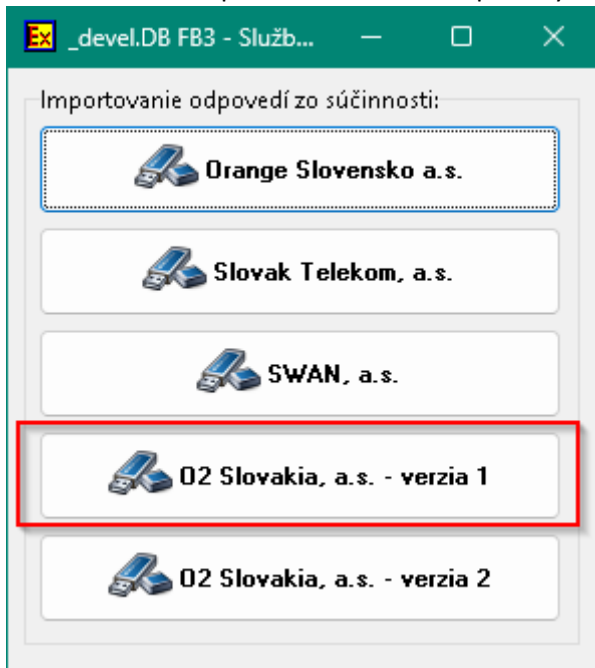 Ex _devel.DB FB3 - Služb...
Importovanie odpovedí zo súčinnosti:
Orange Slovensko a.s.
Slovak Telekom, a.s.
SWAN, a.s.
O2 Slovakia, a.s. - verzia 1
O2 Slovakia, a.s. - verzia 2